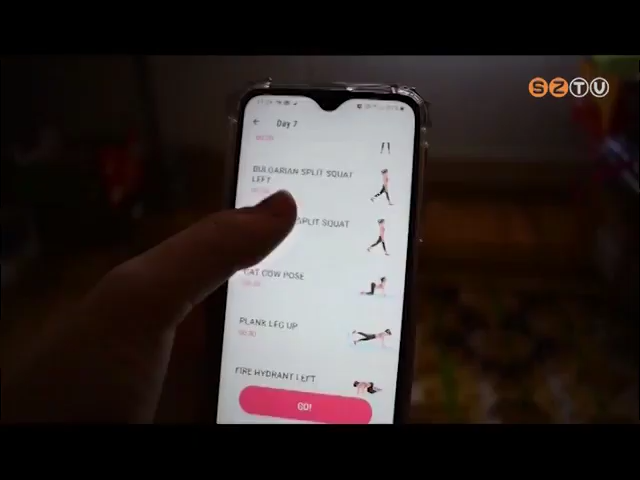 SZTV
Day 7
BULGARIAN SPLIT SQUAT
LEFT
SPLIT SQUAT
CAT COW POSE
PLANK LEG UP
FIRE HYDRANT LEFT
GO!